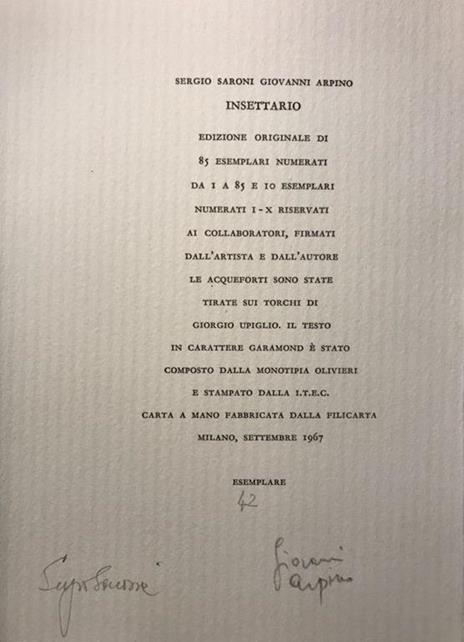 SERGIO SARONI GIOVANNI ARPINO
INSETTARIO
EDIZIONE ORIGINALE DI
85 ESEMPLARI NUMERATI
DA 1 A 85 E 10 ESEMPLARI
NUMERATI I-X RISERVATI
AI COLLABORATORI, FIRMATI
DALL'ARTISTA E DALL'AUTORE
LE ACQUEFORTI SONO STATE
TIRATE SUI TORCHI DI
GIORGIO UPIGLIO. IL TESTO
IN CARATTERE GARAMOND È STATO
COMPOSTO DALLA MONOTIPIA OLIVIERI
E STAMPATO DALLA I.T.E.C.
CARTA A MANO FABBRICATA DALLA FILICARTA
MILANO, SETTEMBRE 1967
ESEMPLARE
42
Sergio Saroni
Giovanni
Arpino